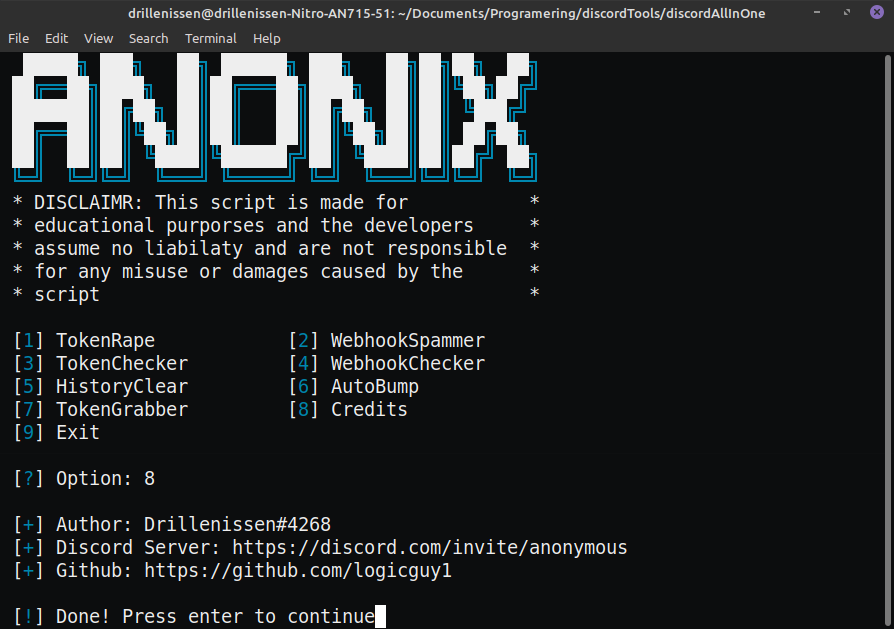 drillenissen@drillenissen-Nitro-AN715-51: ~/Documents/Programering/discordTools/discordAllInOne
File Edit View Search Terminal Help
ANONIX
* DISCLAIMR: This script is made for *
* educational purporses and the developers *
* assume no liabilaty and are not responsible *
* for any misuse or damages caused by the *
* script *
[1] TokenRape [2] WebhookSpammer
[3] TokenChecker [4] WebhookChecker
[5] HistoryClear [6] AutoBump
[7] TokenGrabber [8] Credits
[9] Exit
[?] Option: 8
[+] Author: Drillenissen#4268
[+] Discord Server: https://discord.com/invite/anonymous
[+] Github: https://github.com/logicguy1
[!] Done! Press enter to continue